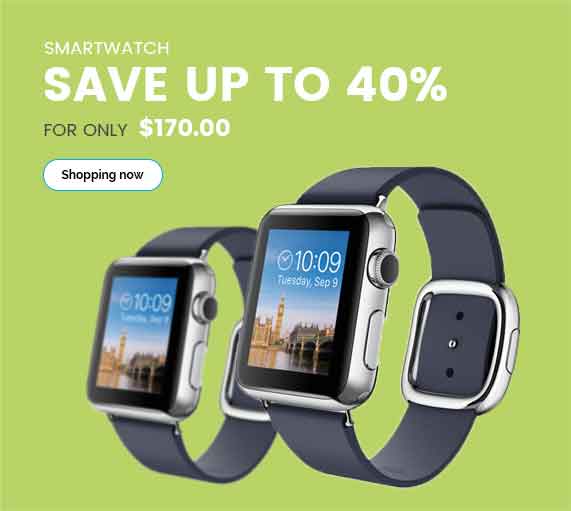 SMARTWATCH
SAVE UP TO 40%
FOR ONLY $170.00
Shopping now
10:09
Tuesday, Sep 9
10:09
Tuesday, Sep 9